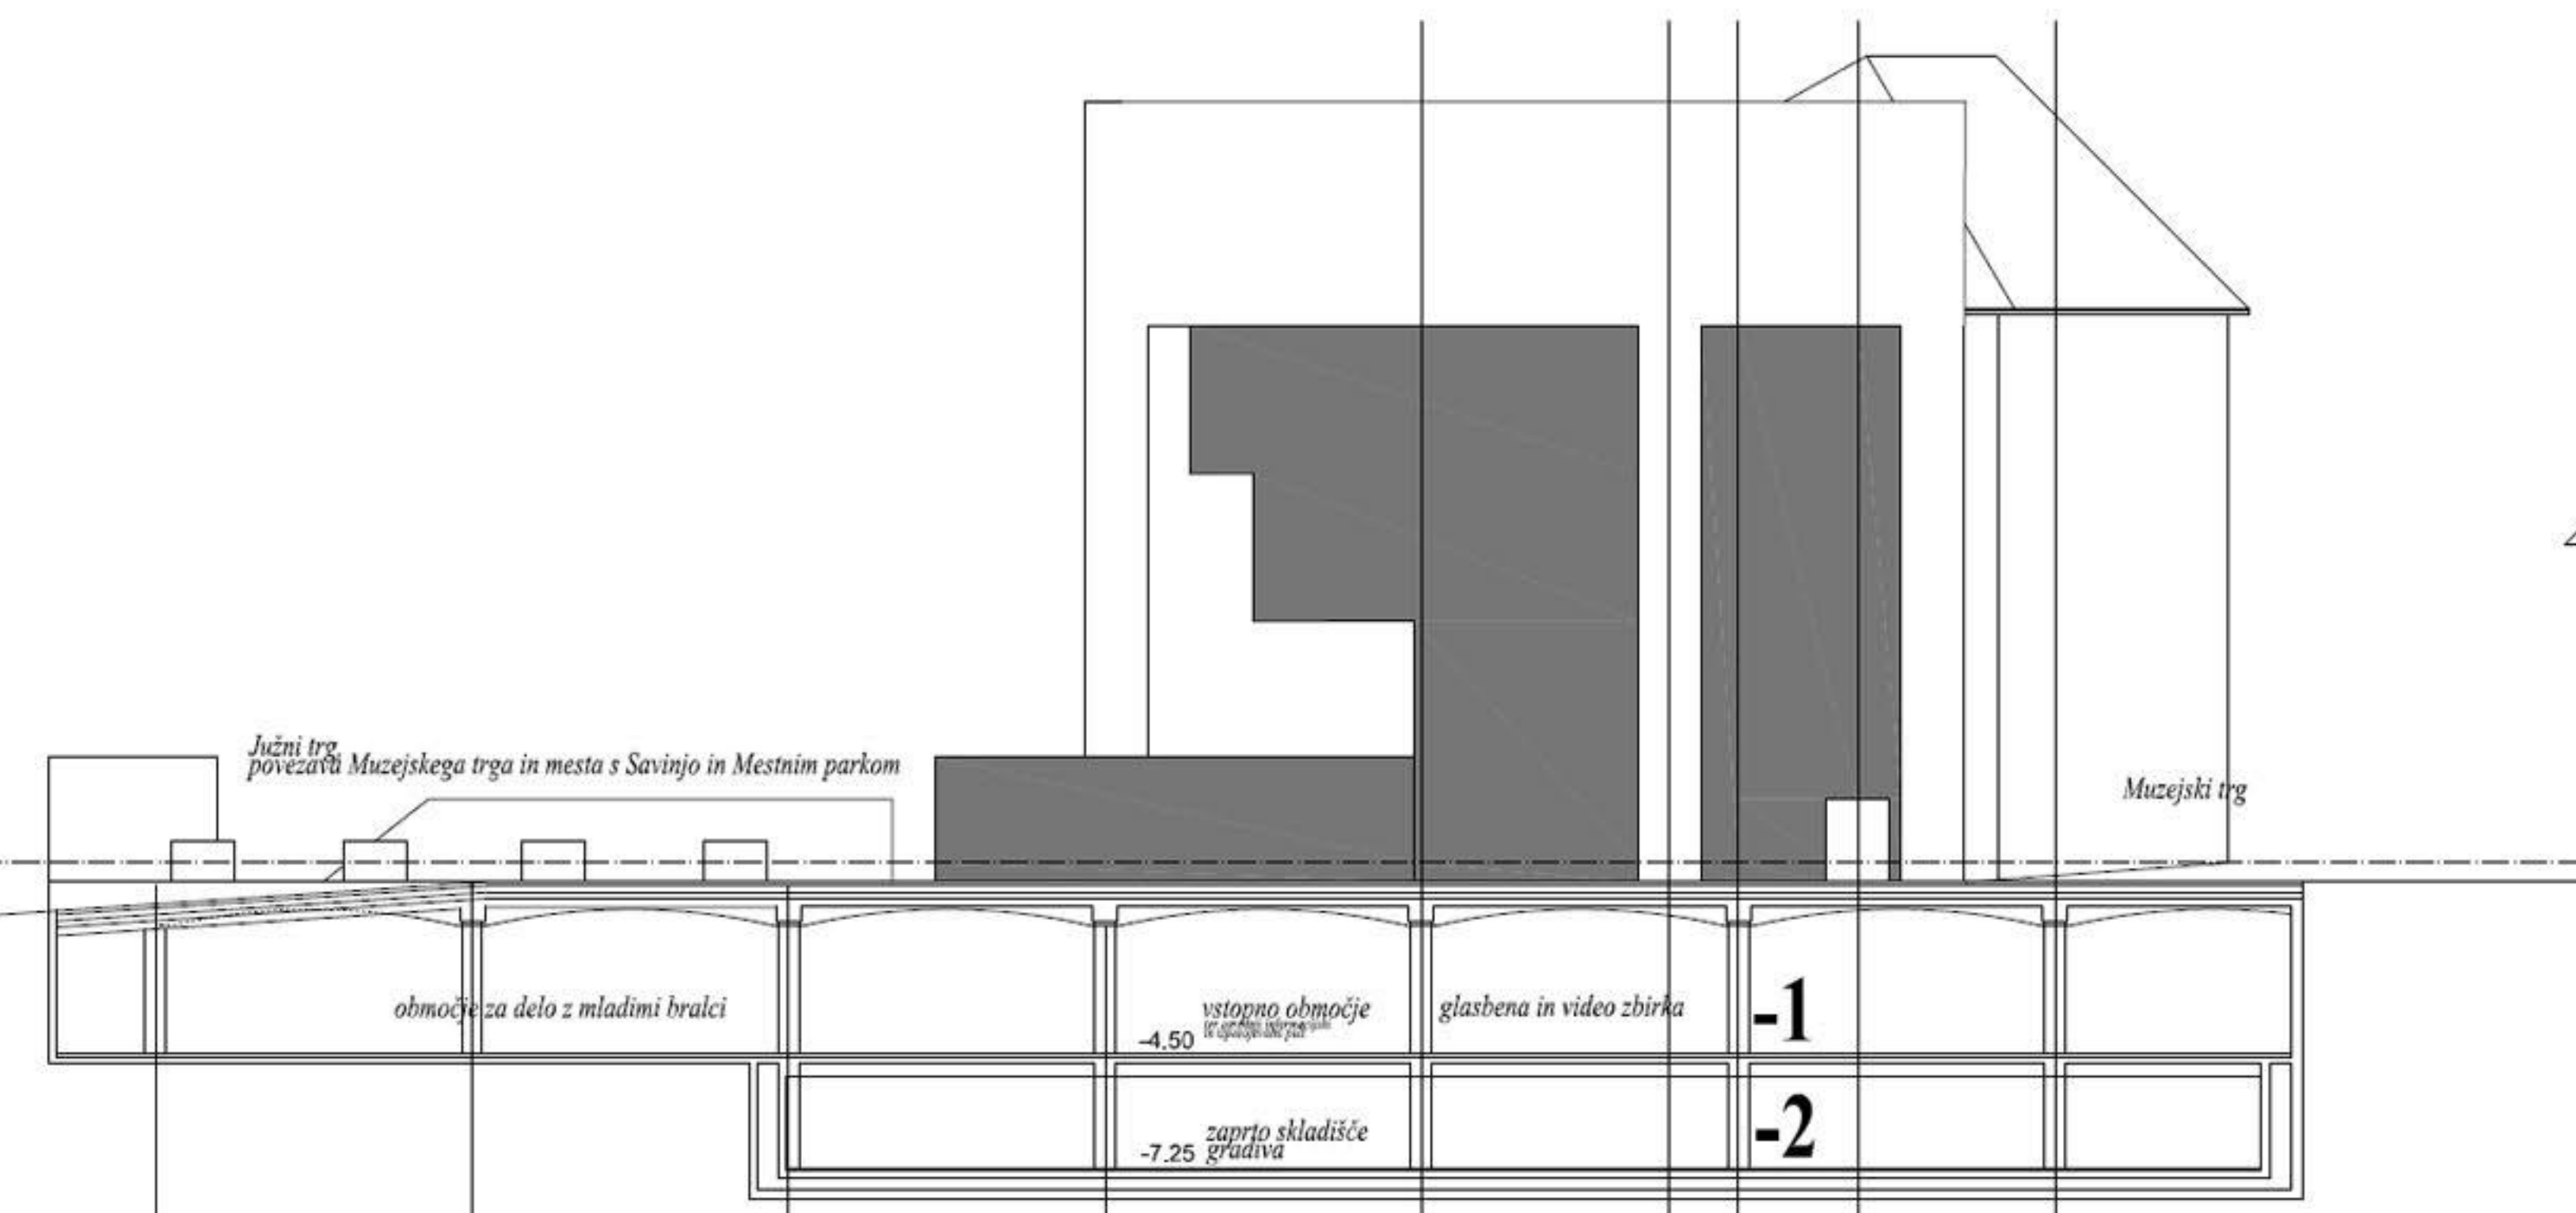 Južni trg
povezava Muzejskega trga in mesta s Savinjo in Mestnim parkom
Muzejski trg
območje za delo z mladimi bralci
vstopno območje
glasbena in video zbirka
-1
-4.50
zaprto skladišče
gradiva
-7.25
-2